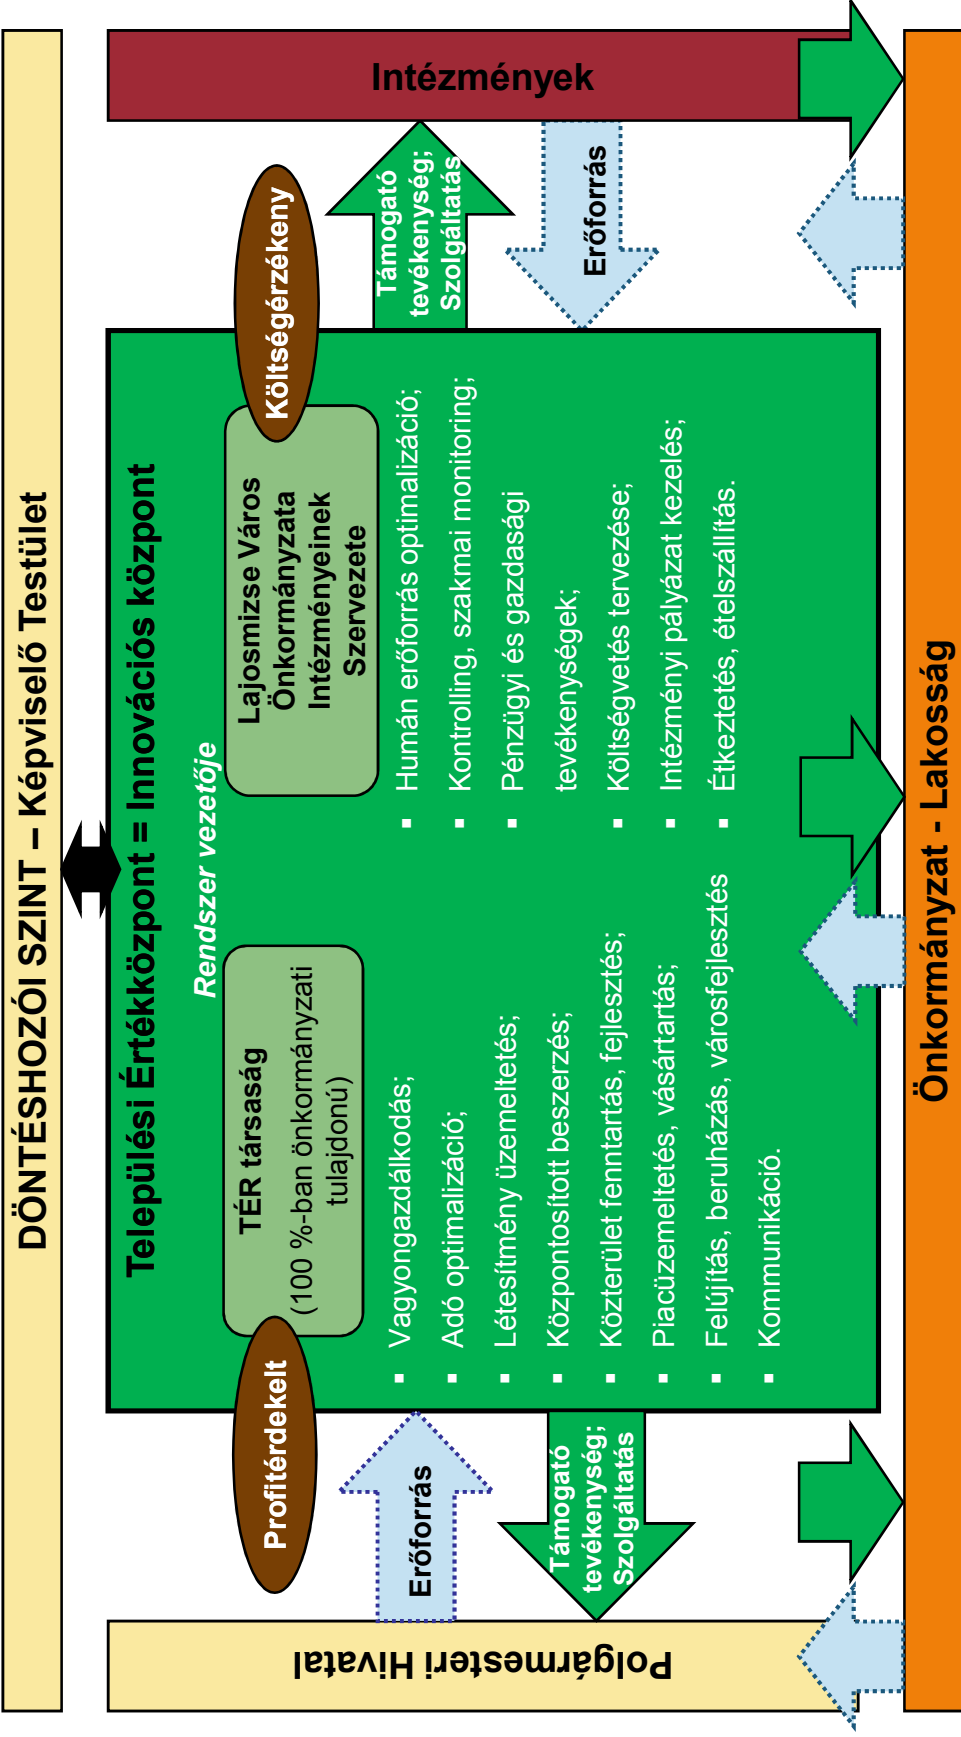 DÖNTÉSHOZÓI SZINT – Képviselő Testület
Települési Értékközpont = Innovációs központ
Rendszer vezetője
Profitérdekelt
TÉR társaság
(100 %-ban önkormányzati
tulajdonú)
Lajosmizse Város
Önkormányzata
Intézményeinek
Szervezete
Költségérzékeny
▪ Vagyongazdálkodás;
▪ Adó optimalizáció;
▪ Létesítmény üzemeltetés;
▪ Központosított beszerzés;
▪ Közterület fenntartás, fejlesztés;
▪ Piacüzemeltetés, vásártartás;
▪ Felújítás, beruházás, városfejlesztés
▪ Kommunikáció.
▪ Humán erőforrás optimalizáció;
▪ Kontrolling, szakmai monitoring;
▪ Pénzügyi és gazdasági
tevékenységek;
▪ Költségvetés tervezése;
▪ Intézményi pályázat kezelés;
▪ Étkeztetés, ételszállítás.
Polgármesteri Hivatal
Erőforrás
Támogató
tevékenység;
Szolgáltatás
Támogató
tevékenység;
Szolgáltatás
Erőforrás
Intézmények
Önkormányzat - Lakosság